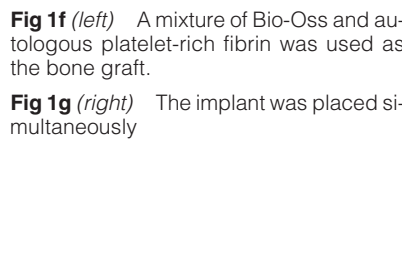 Fig 1f (left) A mixture of Bio-Oss and au-
tologous platelet-rich fibrin was used as
the bone graft.
Fig 1g (right) The implant was placed si-
multaneously